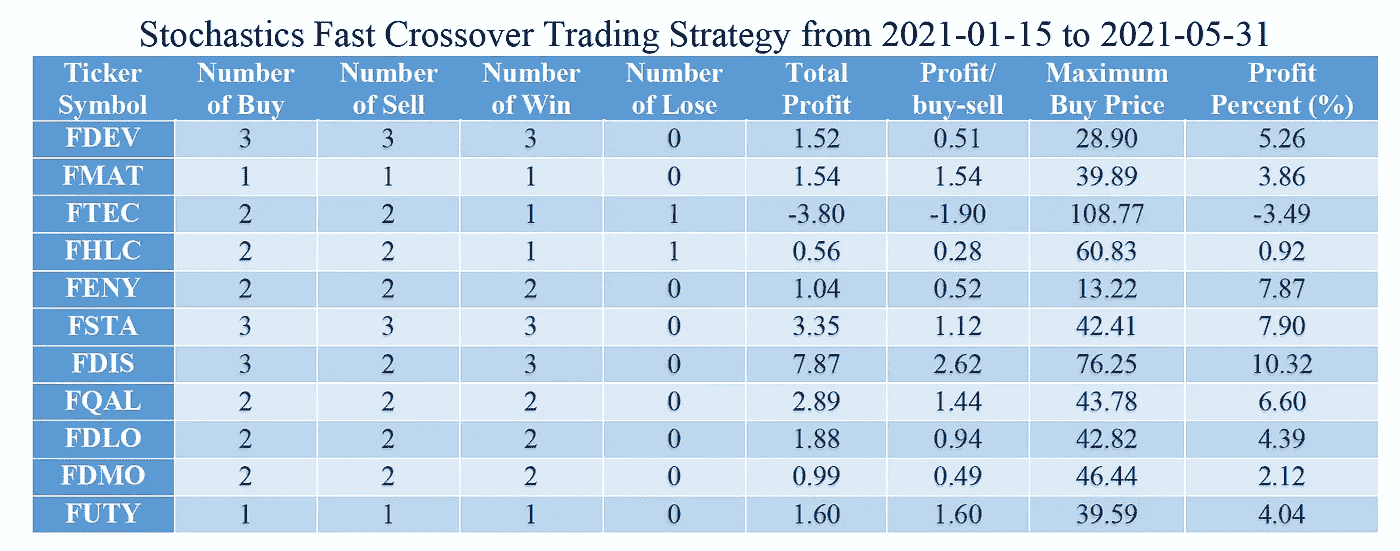 Stochastics Fast Crossover Trading Strategy from 2021-01-15 to 2021-05-31
Ticker Number Number Number Number Total Profit/ Maximum Profit
Symbol of Buy of Sell of Win of Lose Profit buy-sell Buy Price Percent (%)
FDEV 3 3 3 0 1.52 0.51 28.90 5.26
FMAT 1 1 1 0 1.54 1.54 39.89 3.86
FTEC 2 2 1 1 -3.80 -1.90 108.77 -3.49
FHLC 2 2 1 1 0.56 0.28 60.83 0.92
FENY 2 2 2 0 1.04 0.52 13.22 7.87
FSTA 3 3 3 0 3.35 1.12 42.41 7.90
FDIS 3 2 3 0 7.87 2.62 76.25 10.32
FQAL 2 2 2 0 2.89 1.44 43.78 6.60
FDLO 2 2 2 0 1.88 0.94 42.82 4.39
FDMO 2 2 2 0 0.99 0.49 46.44 2.12
FUTY 1 1 1 0 1.60 1.60 39.59 4.04